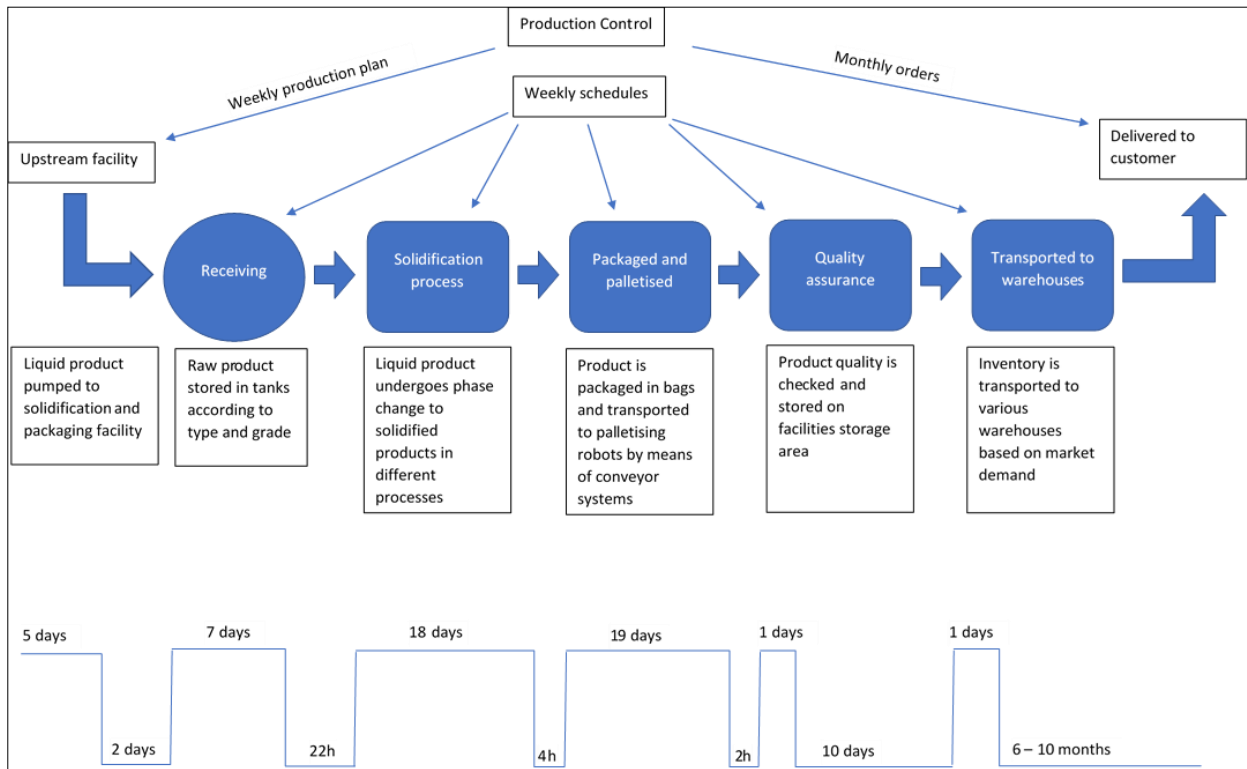 Production Control
Weekly production plan
Monthly orders
Weekly schedules
Upstream facility
Delivered to
customer
Receiving
Solidification
process
Packaged and
palletised
Quality
assurance
Transported to
warehouses
Liquid product
pumped to
solidification and
packaging facility
Raw product
stored in tanks
according to
type and grade
Liquid product
undergoes phase
change to
solidified
products in
different
processes
Product is
packaged in bags
and transported
to palletising
robots by means
of conveyor
systems
Product quality is
checked and
stored on
facilities storage
area
Inventory is
transported to
various
warehouses
based on market
demand
5 days
7 days
18 days
19 days
1 days
1 days
2 days
22h
4h
2h
10 days
6 – 10 months